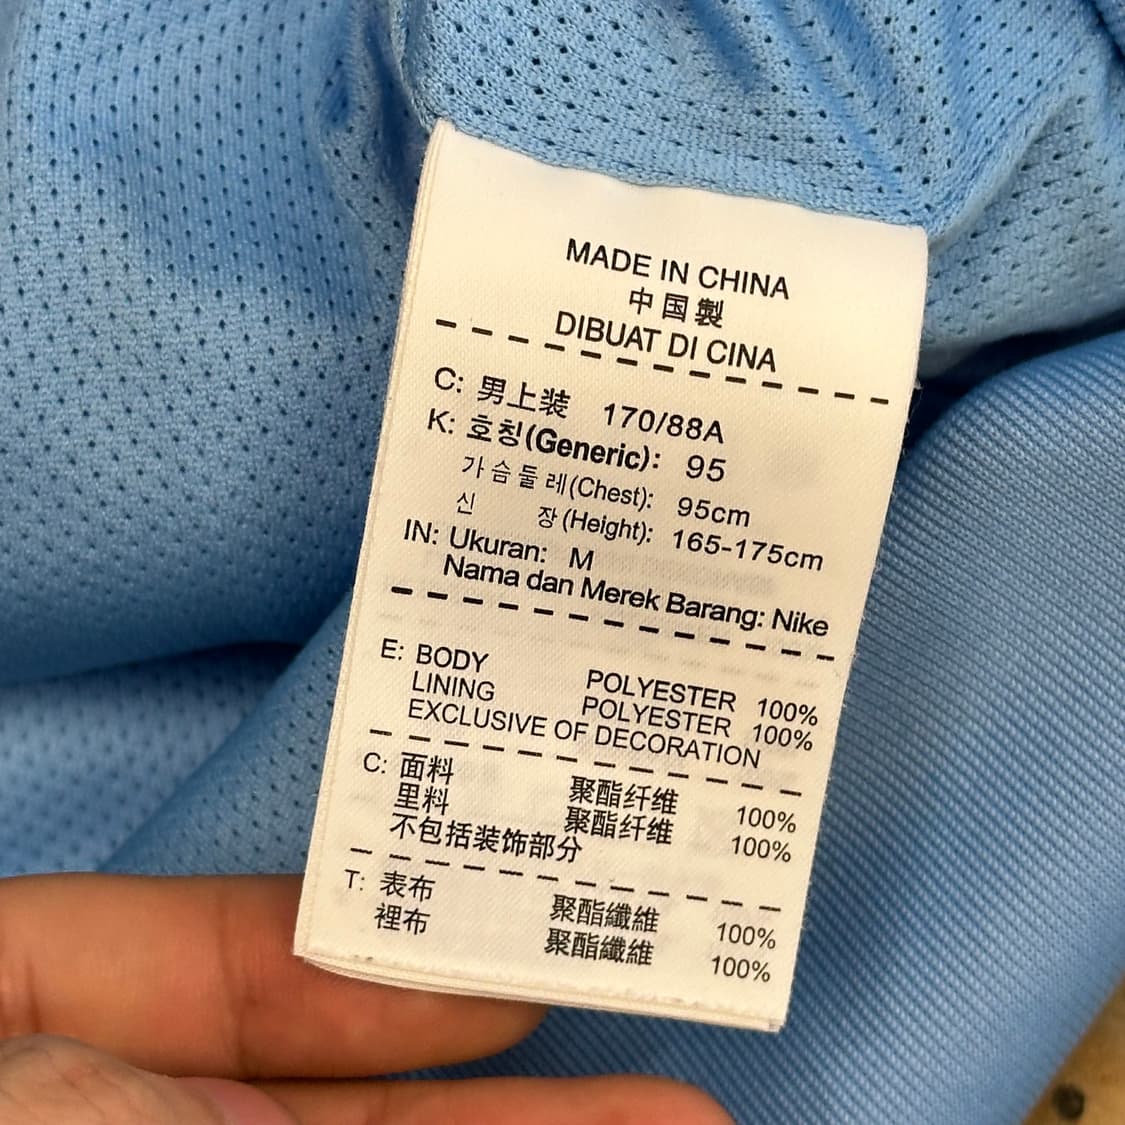 MADE IN CHINA
中国製
DIBUAT DI CINA
C: 男上装 170/88A
K: 호칭(Generic): 95
가슴둘레(Chest): 95cm
신 장(Height): 165-175cm
IN: Ukuran: M
Nama dan Merek Barang: Nike
E: BODY POLYESTER 100%
LINING POLYESTER 100%
EXCLUSIVE OF DECORATION
C: 面料 聚酯纤维 100%
里料 聚酯纤维 100%
不包括装饰部分
T: 表布 聚酯纖維 100%
裡布 聚酯纖維 100%